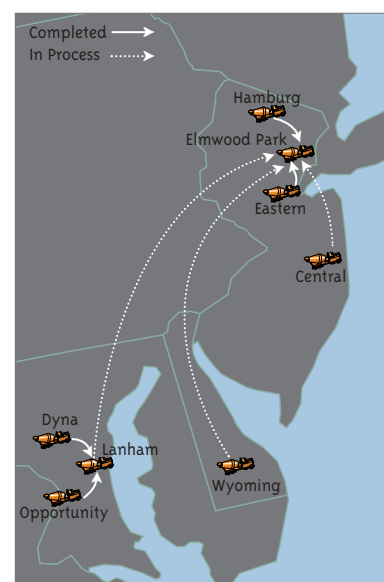 Completed
In Process
Hamburg
Elmwood Park
Eastern
Central
Dyna
Lanham
Wyoming
Opportunity